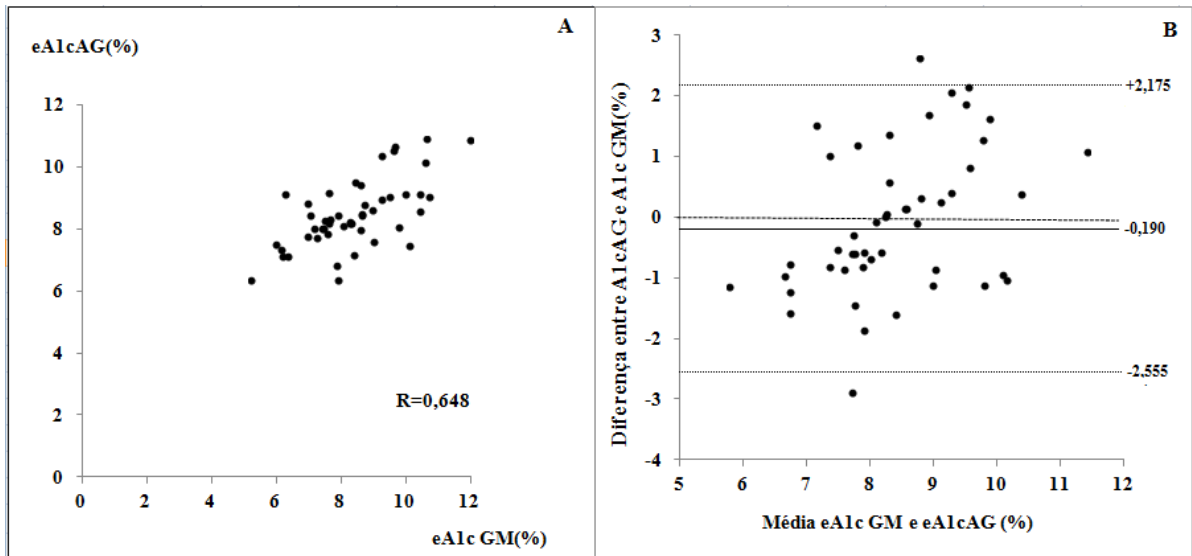 A
eA1cAG(%)
12
10
8
6
4
2
0
0 2 4 6 8 10 12
R=0,648
eA1c GM(%)
B
Diferença entre A1cAG e A1c GM(%)
3
2
1
0
-1
-2
-3
-4
+2,175
-0,190
-2,555
5 6 7 8 9 10 11 12
Média eA1c GM e eA1cAG (%)